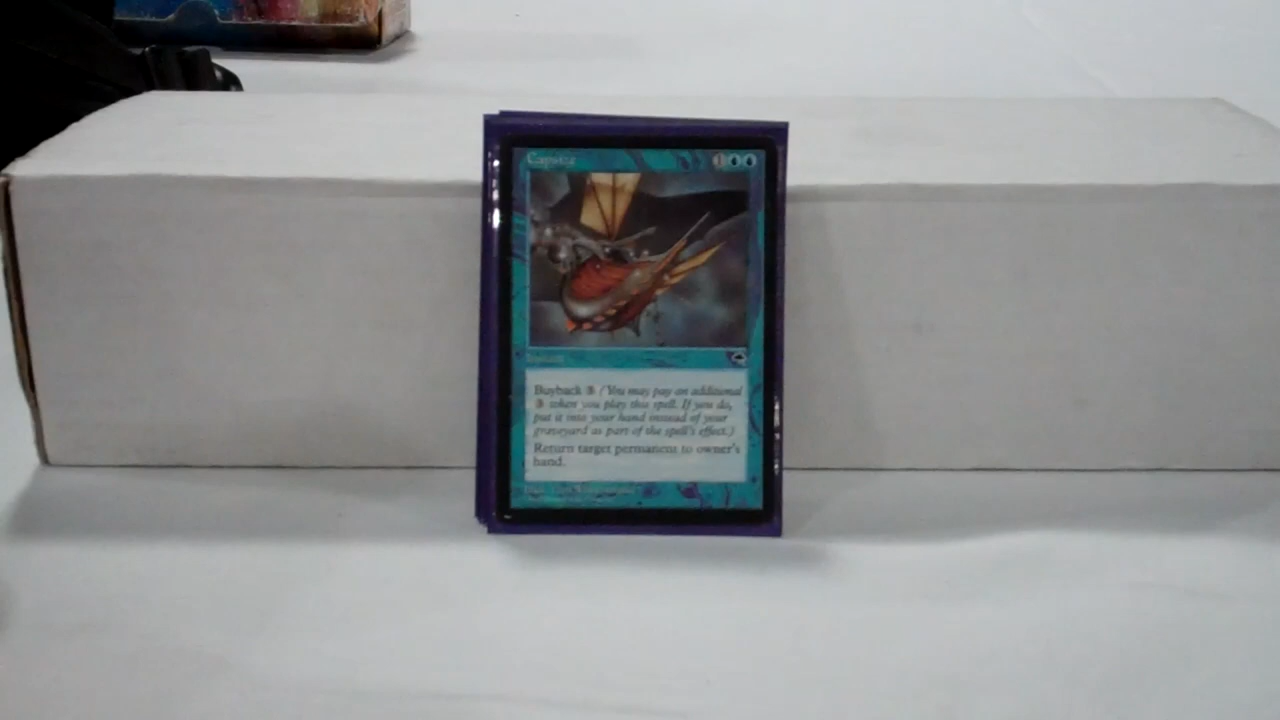 Capsize 1
Instant
Buyback 3 (You may pay an additional
3 when you play this spell. If you do,
put it into your hand instead of your
graveyard as part of the spell's effect.)
Return target permanent to owner's
hand.